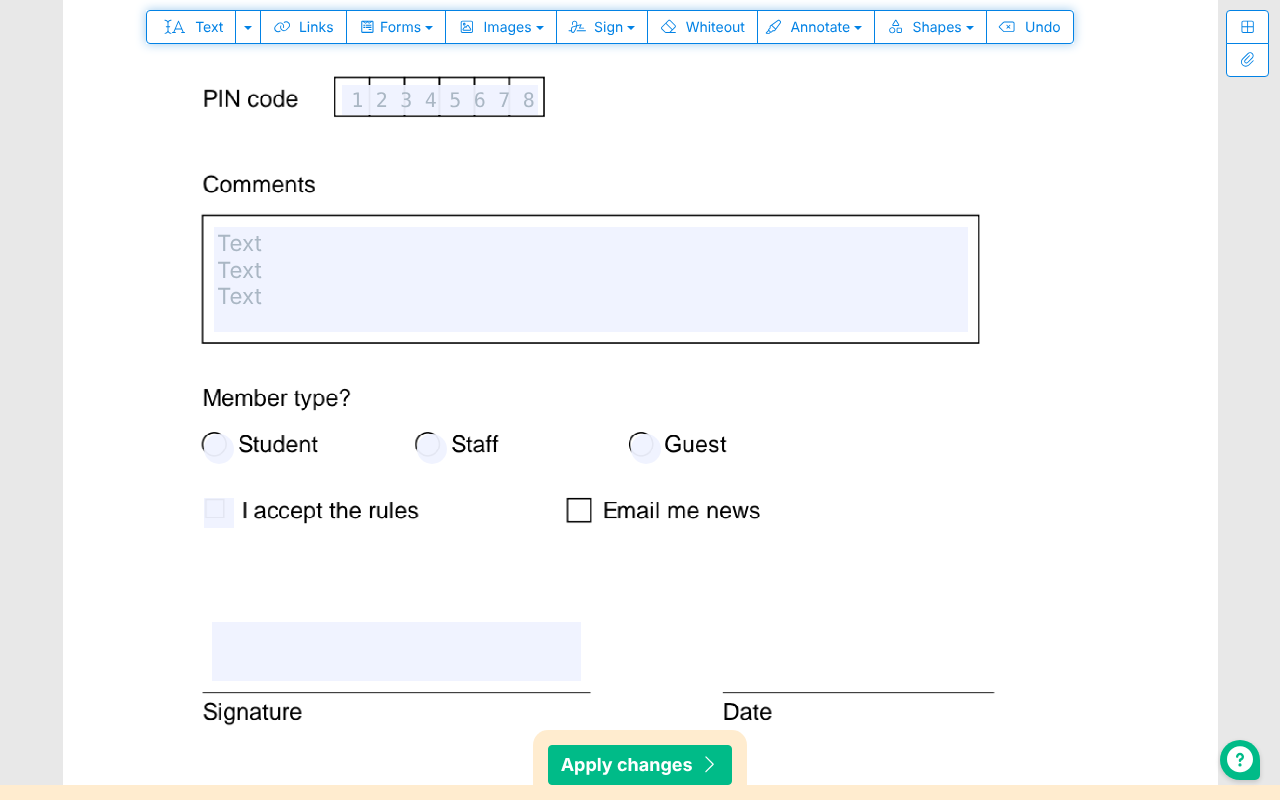 Text Links Forms Images Sign Whiteout Annotate Shapes Undo
PIN code 1 2 3 4 5 6 7 8
Comments
Text
Text
Text
Member type?
Student Staff Guest
I accept the rules Email me news
Signature Date
Apply changes
?